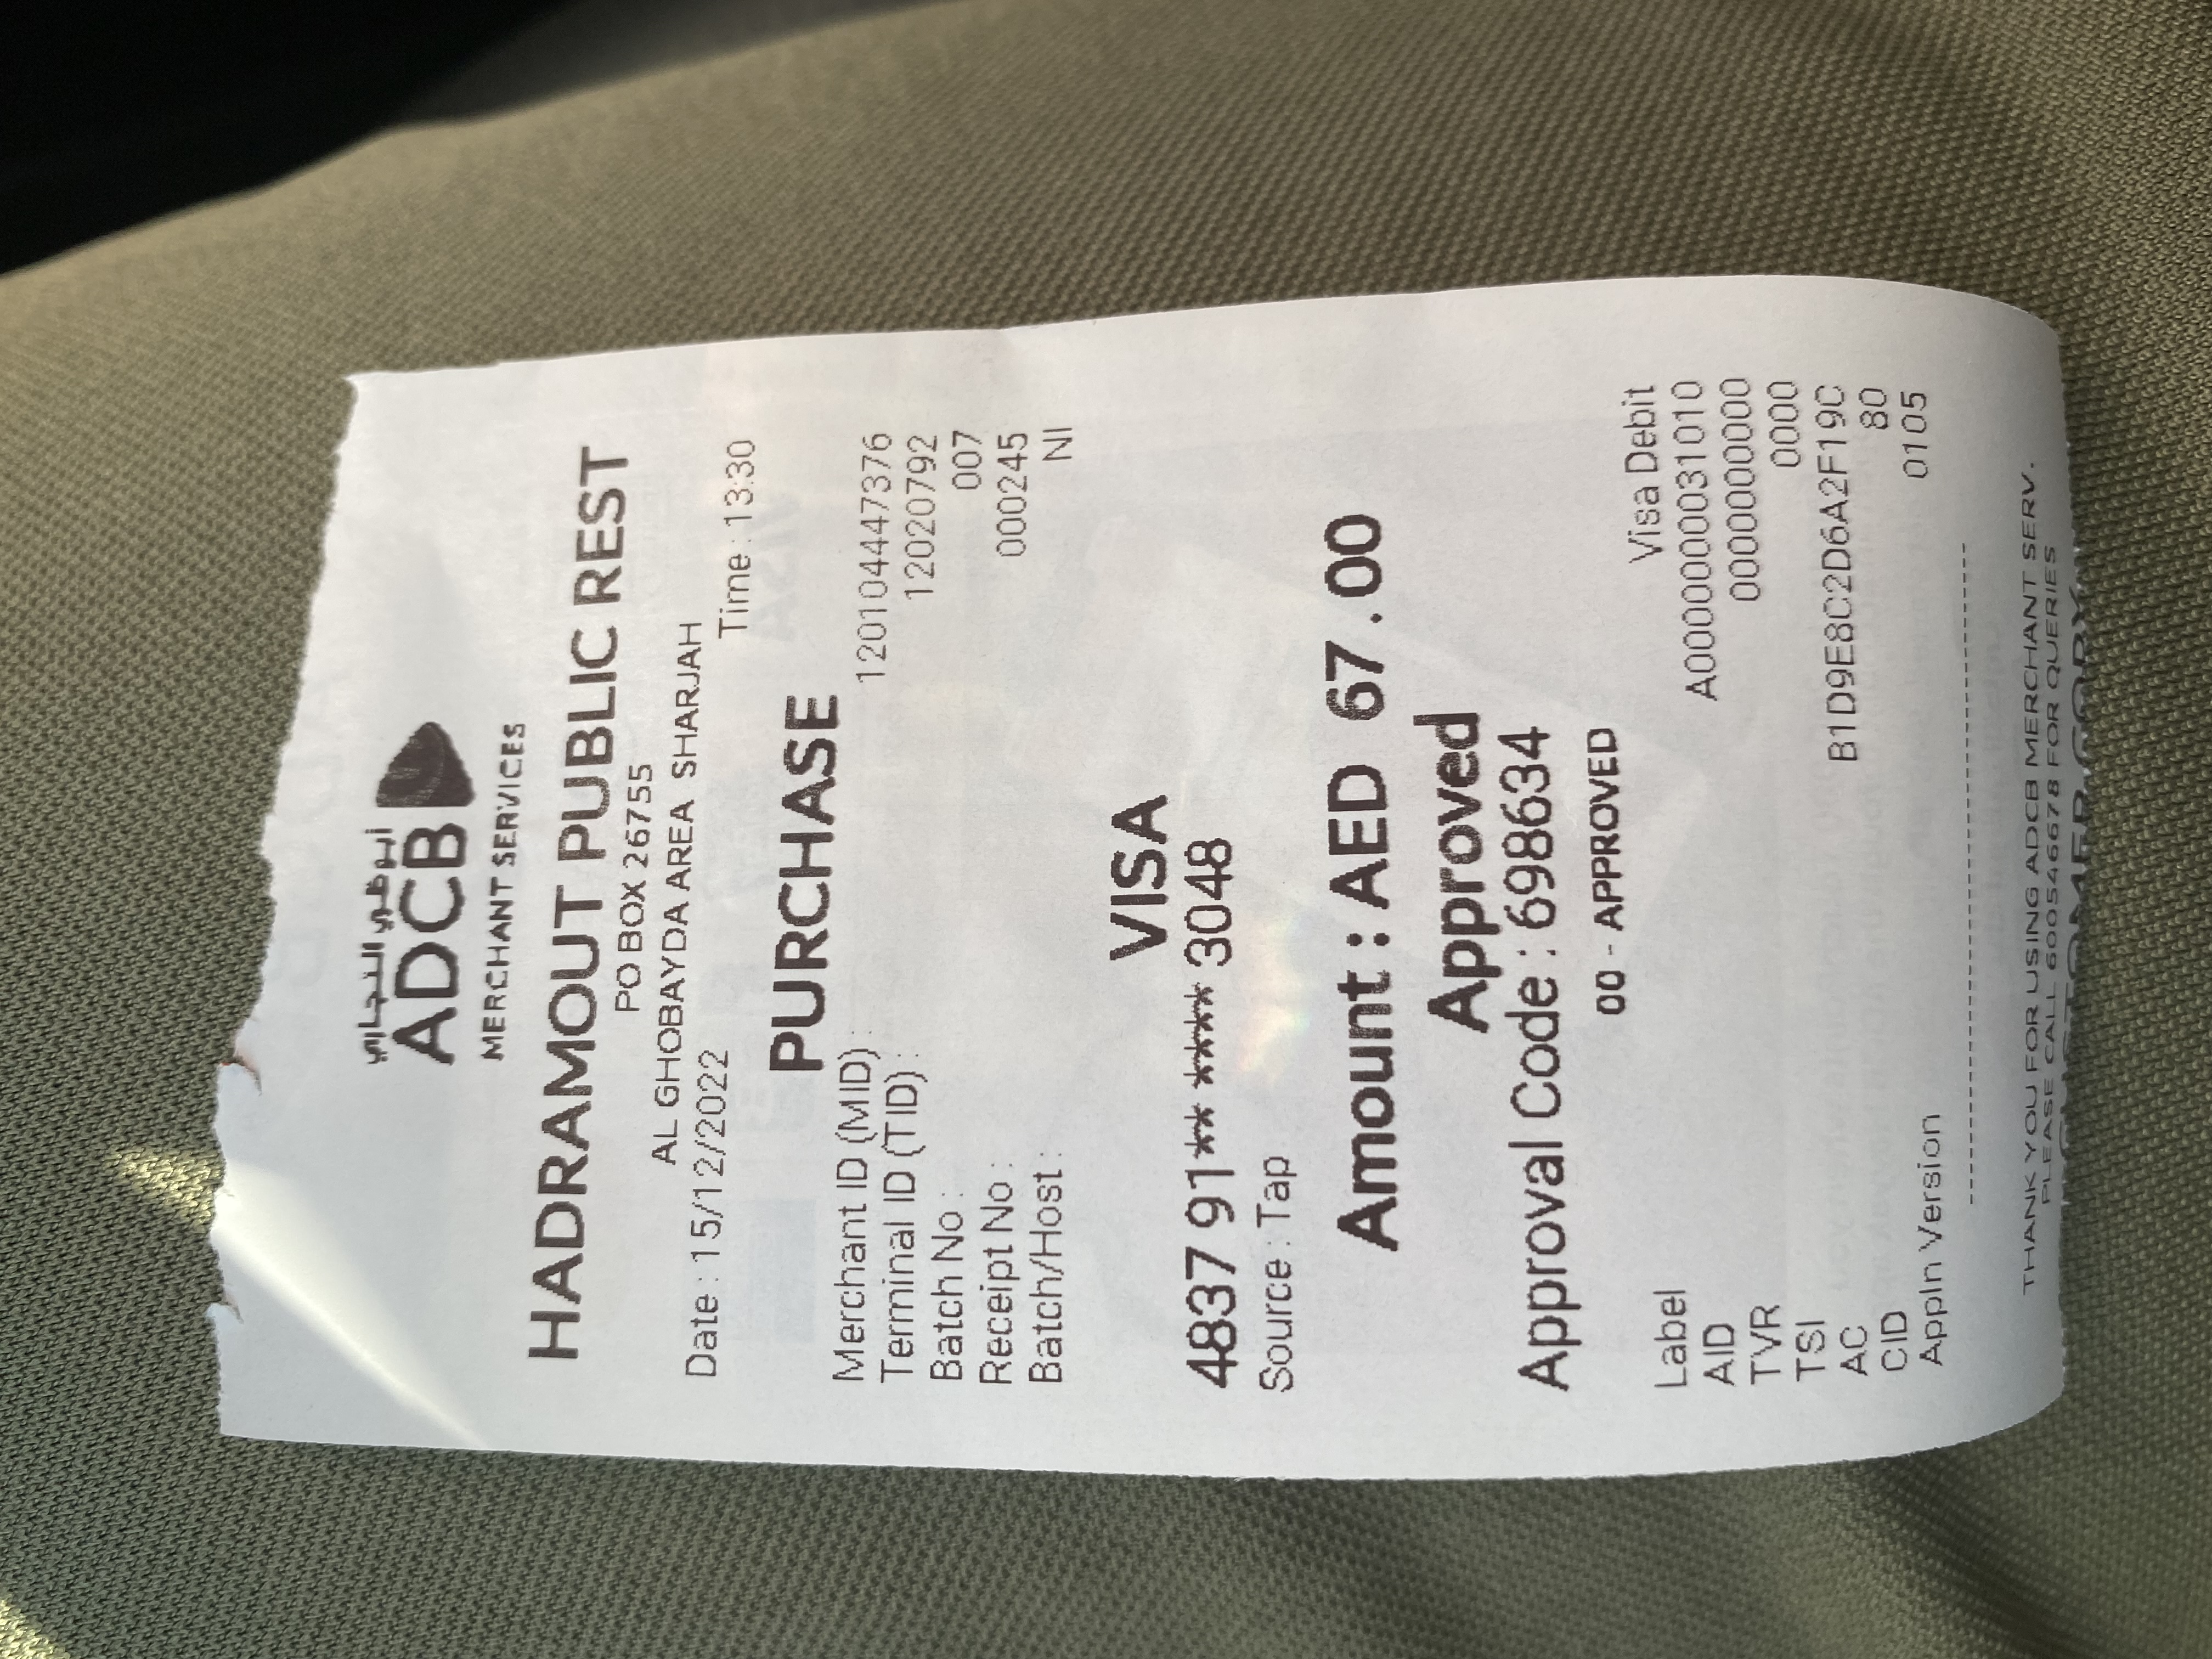 أبوظبي التجاري
ADCB
MERCHANT SERVICES
HADRAMOUT PUBLIC REST
PO BOX 26755
AL GHOBAYDA AREA SHARJAH
Date : 15/12/2022 Time : 13:30
PURCHASE
Merchant ID (MID) : 120104447376
Terminal ID (TID) : 12020792
Batch No : 007
Receipt No : 000245
Batch/Host : NI
VISA
4837 91** **** 3048
Source : Tap
Amount : AED 67.00
Approved
Approval Code : 698634
00 - APPROVED
Label Visa Debit
AID A0000000031010
TVR 0000000000
TSI 0000
AC B1D9E8C2D6A2F19C
CID 80
Appln Version 0105
THANK YOU FOR USING ADCB MERCHANT SERV.
PLEASE CALL 600546678 FOR QUERIES
CUSTOMER COPY